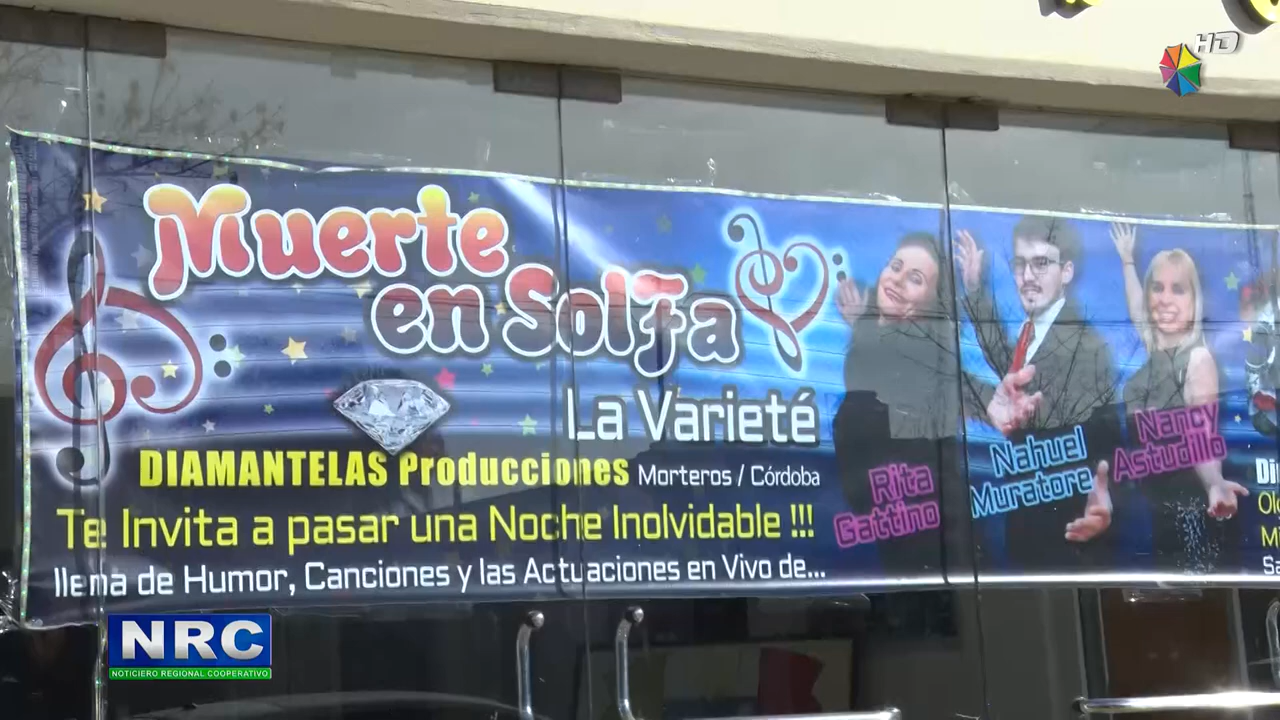 HD
Muerte
en SolFa
La Varieté
DIAMANTELAS Producciones Morteros / Córdoba
Te Invita a pasar una Noche Inolvidable !!!
llena de Humor, Canciones y las Actuaciones en Vivo de...
Rita
Gattino
Nahuel
Muratore
Nancy
Astudillo
NRC
NOTICIERO REGIONAL COOPERATIVO